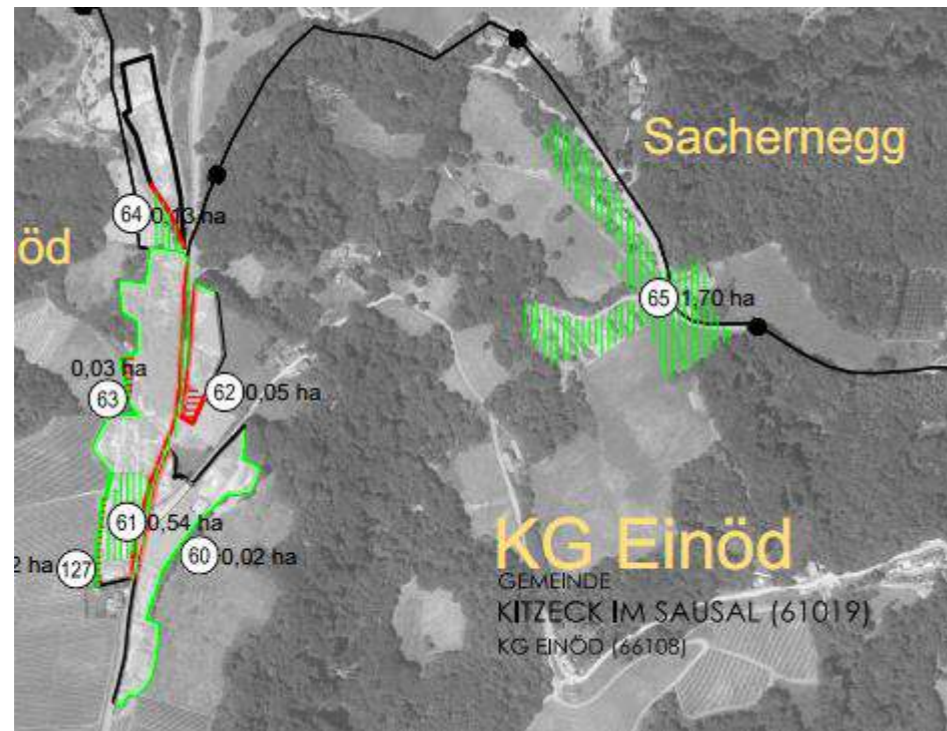 Sachernegg
64 0,13 ha
öd
65 1,70 ha
0,03 ha
63
62 0,05 ha
61 0,54 ha
60 0,02 ha
2 ha 127
KG Einöd
GEMEINDE
KITZECK IM SAUSAL (61019)
KG EINÖD (66108)